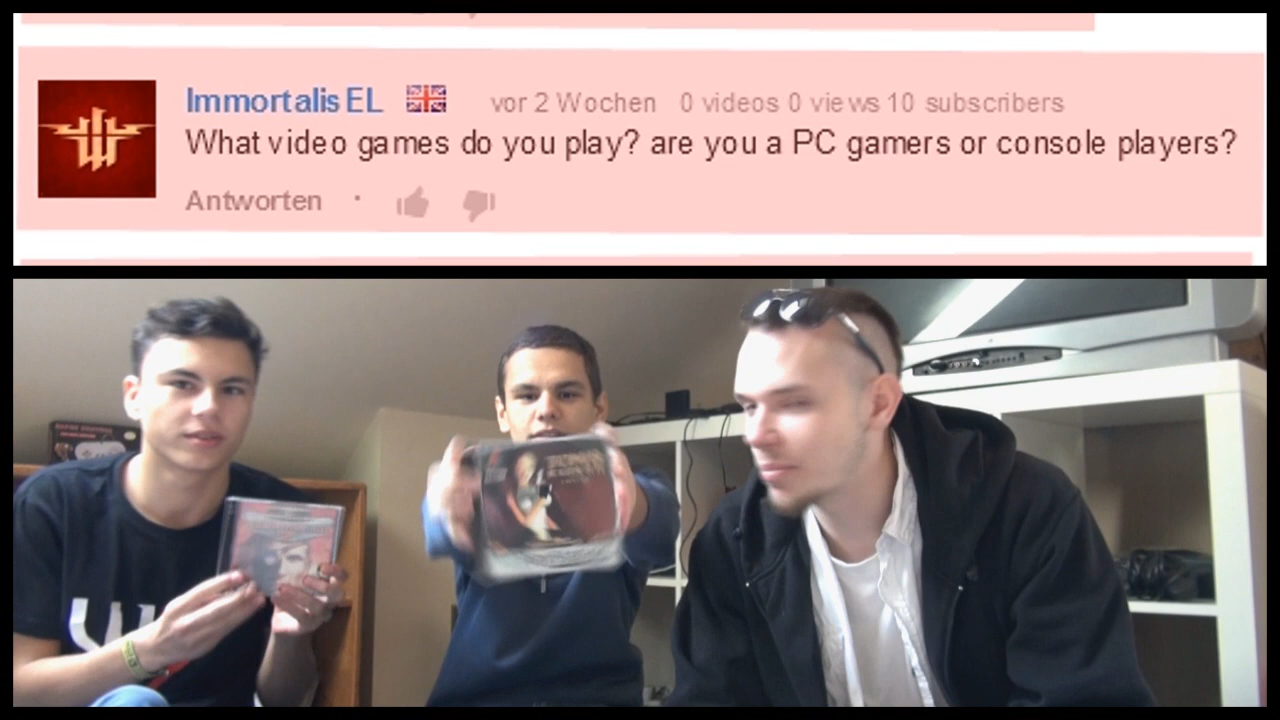 Immortalis EL vor 2 Wochen 0 videos 0 views 10 subscribers
What video games do you play? are you a PC gamers or console players?
Antworten ·